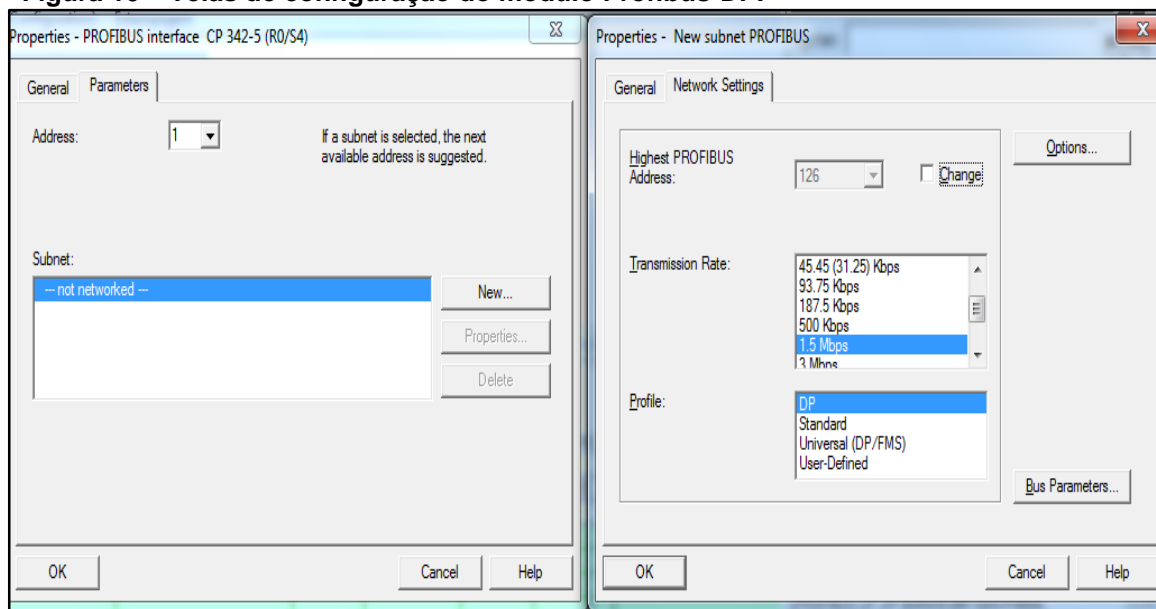 Properties - PROFIBUS interface CP 342-5 (R0/S4)
General Parameters
Address: 1
If a subnet is selected, the next
available address is suggested.
Subnet:
--- not networked ---
New...
Properties...
Delete
OK Cancel Help
Properties - New subnet PROFIBUS
General Network Settings
Highest PROFIBUS
Address: 126 Change
Options...
Transmission Rate: 45.45 (31.25) Kbps
93.75 Kbps
187.5 Kbps
500 Kbps
1.5 Mbps
3 Mbps
Profile: DP
Standard
Universal (DP/FMS)
User-Defined
Bus Parameters...
OK Cancel Help